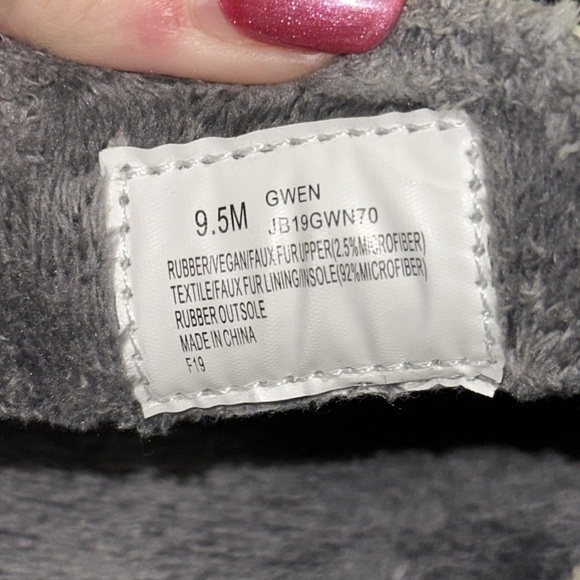 GWEN
9.5M JB19GWN70
RUBBER/VEGAN/FAUX FUR UPPER(2.5%MICROFIBER)
TEXTILE/FAUX FUR LINING/INSOLE(92%MICROFIBER)
RUBBER OUTSOLE
MADE IN CHINA
F19